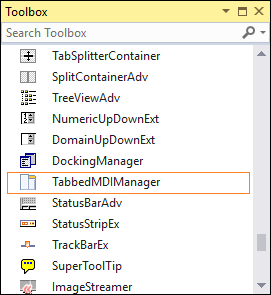 Toolbox
Search Toolbox
TabSplitterContainer
SplitContainerAdv
TreeViewAdv
NumericUpDownExt
DomainUpDownExt
DockingManager
TabbedMDIManager
StatusBarAdv
StatusStripEx
TrackBarEx
SuperToolTip
ImageStreamer